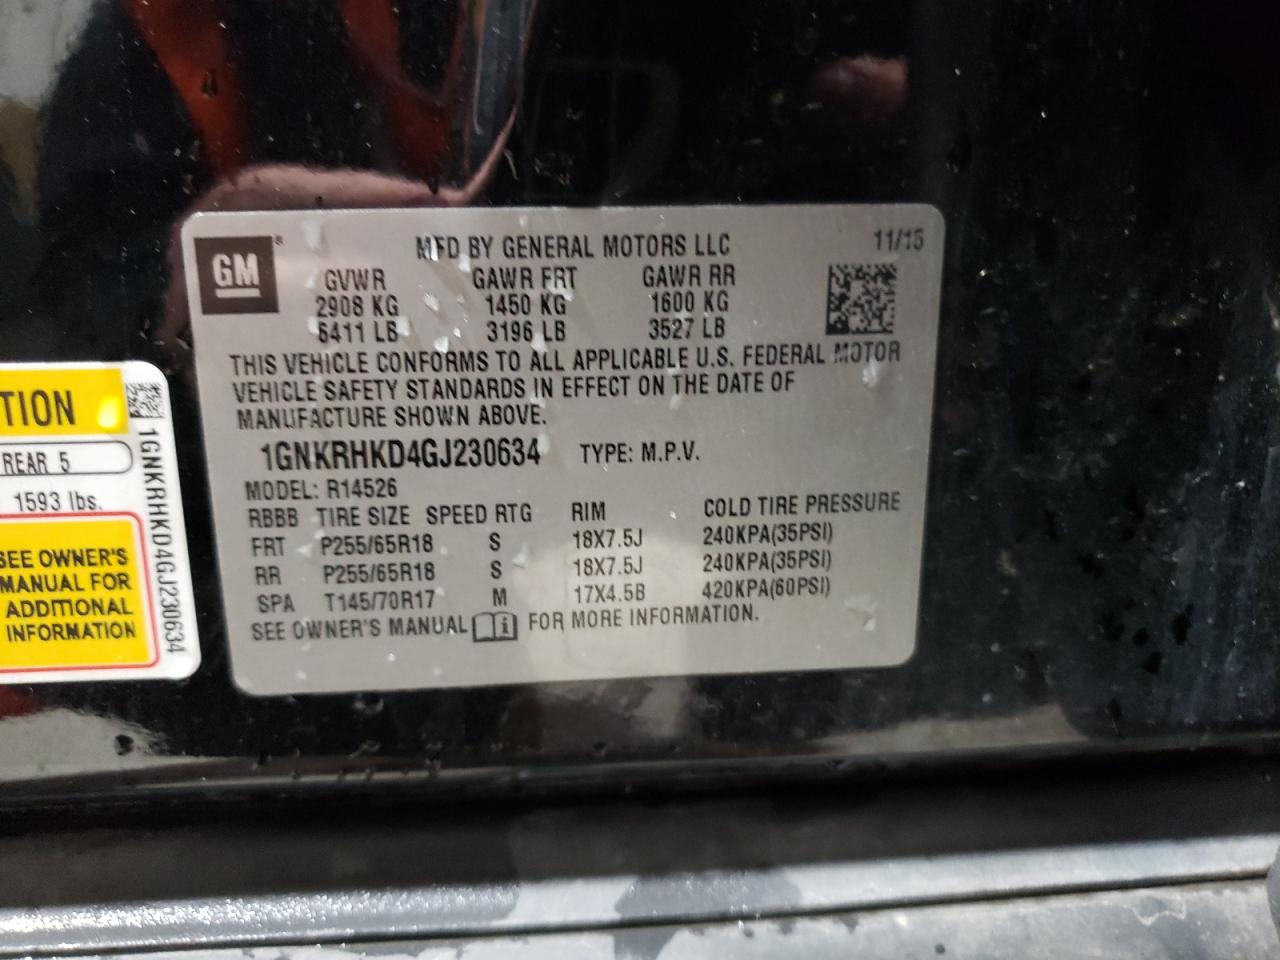 GM
MFD BY GENERAL MOTORS LLC 11/15
GVWR GAWR FRT GAWR RR
2908 KG 1450 KG 1600 KG
6411 LB 3196 LB 3527 LB
THIS VEHICLE CONFORMS TO ALL APPLICABLE U.S. FEDERAL MOTOR
VEHICLE SAFETY STANDARDS IN EFFECT ON THE DATE OF
MANUFACTURE SHOWN ABOVE.
1GNKRHKD4GJ230634 TYPE: M.P.V.
MODEL: R14526
RBBB TIRE SIZE SPEED RTG RIM COLD TIRE PRESSURE
FRT P255/65R18 S 18X7.5J 240KPA(35PSI)
RR P255/65R18 S 18X7.5J 240KPA(35PSI)
SPA T145/70R17 M 17X4.5B 420KPA(60PSI)
SEE OWNER'S MANUAL i FOR MORE INFORMATION.
TION
REAR 5
1593 lbs.
SEE OWNER'S
MANUAL FOR
ADDITIONAL
INFORMATION
1GNKRHKD4GJ230634